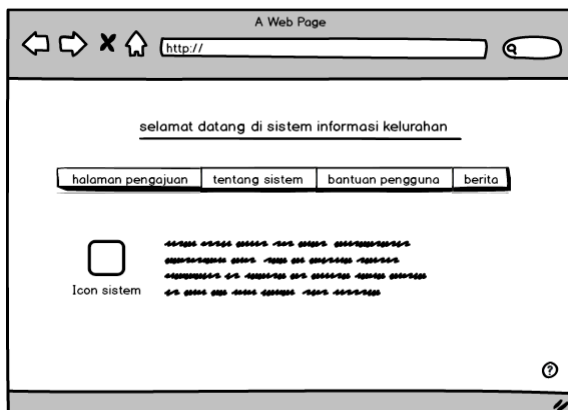 A Web Page
http://
selamat datang di sistem informasi kelurahan
halaman pengajuan tentang sistem bantuan pengguna berita
Icon sistem
?